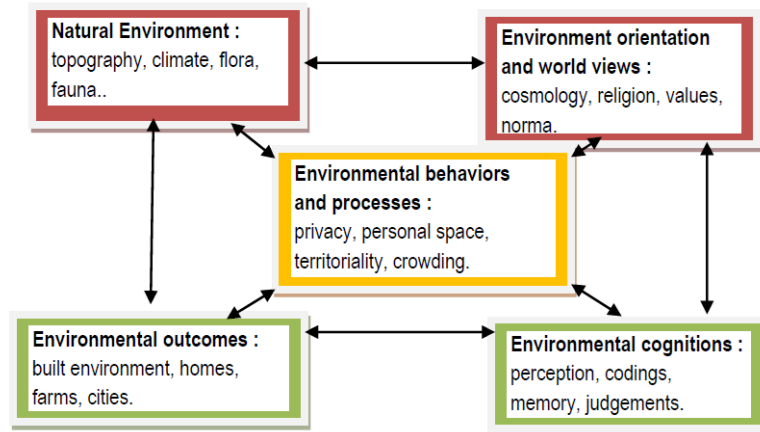 Natural Environment :
topography, climate, flora,
fauna..
Environment orientation
and world views :
cosmology, religion, values,
norma.
Environmental behaviors
and processes :
privacy, personal space,
territoriality, crowding.
Environmental outcomes :
built environment, homes,
farms, cities.
Environmental cognitions :
perception, codings,
memory, judgements.